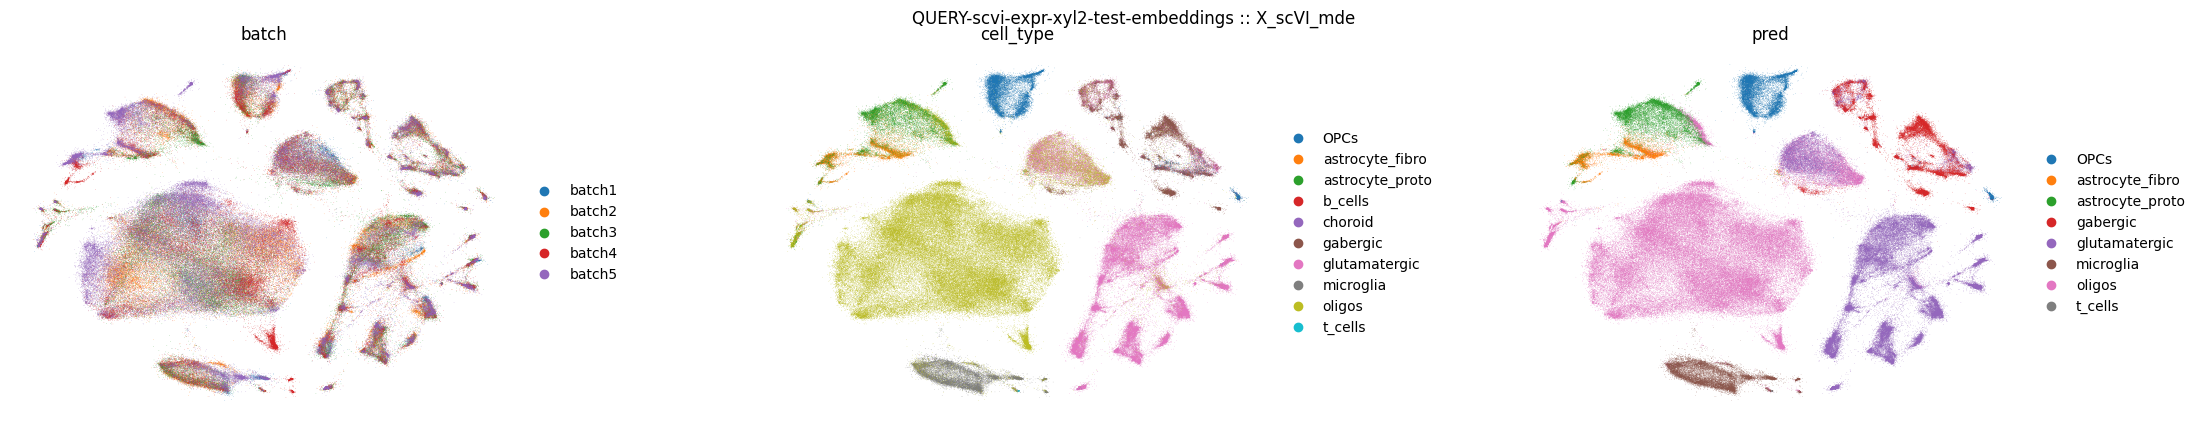 QUERY-scvi-expr-xyl2-test-embeddings :: X_scVI_mde
batch
batch1
batch2
batch3
batch4
batch5
cell_type
OPCs
astrocyte_fibro
astrocyte_proto
b_cells
choroid
gabergic
glutamatergic
microglia
oligos
t_cells
pred
OPCs
astrocyte_fibro
astrocyte_proto
gabergic
glutamatergic
microglia
oligos
t_cells